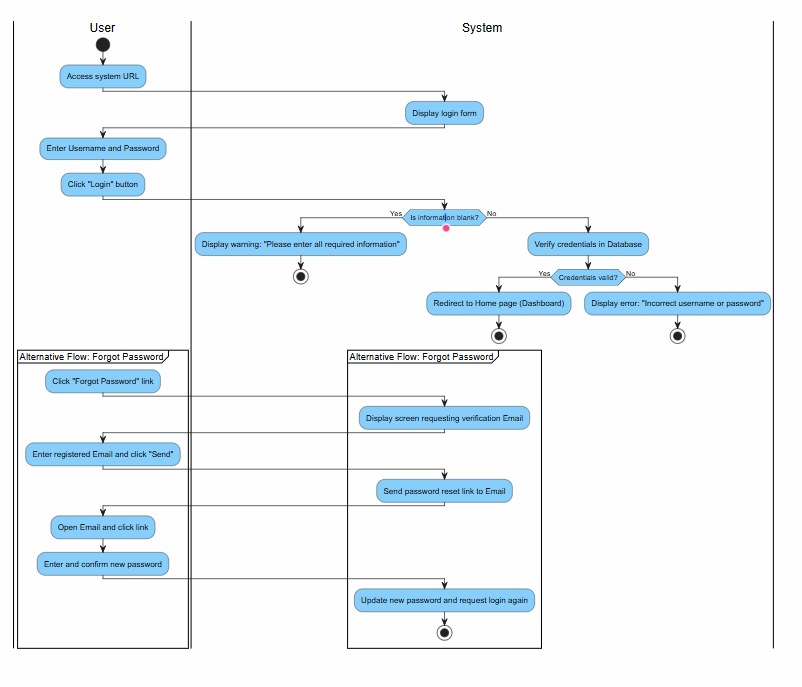 User
System
Access system URL
Display login form
Enter Username and Password
Click "Login" button
Yes
Is information blank?
No
Display warning: "Please enter all required information"
Verify credentials in Database
Yes
Credentials valid?
No
Redirect to Home page (Dashboard)
Display error: "Incorrect username or password"
Alternative Flow: Forgot Password
Alternative Flow: Forgot Password
Click "Forgot Password" link
Display screen requesting verification Email
Enter registered Email and click "Send"
Send password reset link to Email
Open Email and click link
Enter and confirm new password
Update new password and request login again